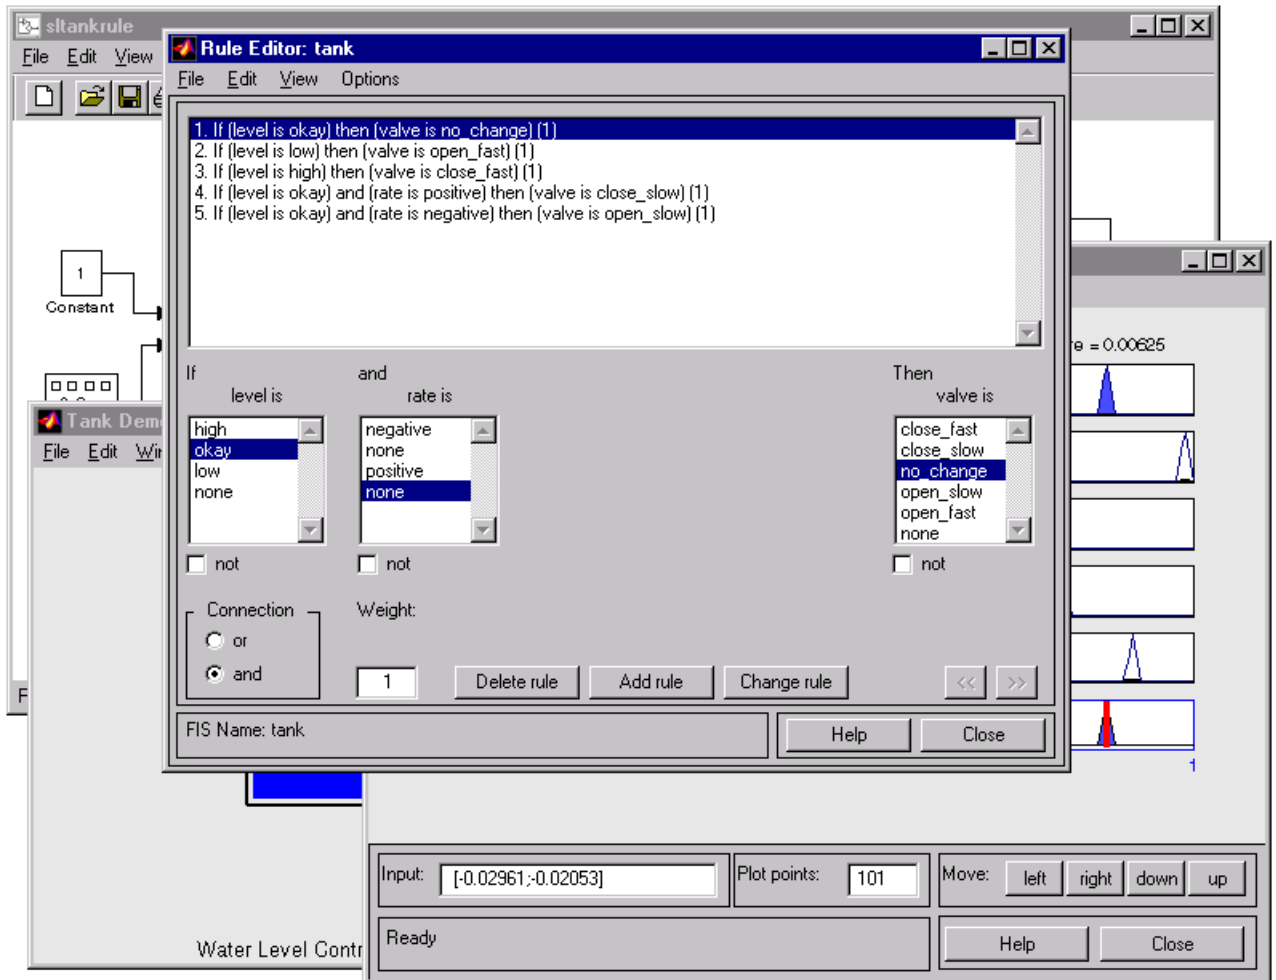 sltankrule
File Edit View
Rule Editor: tank
File Edit View Options
1. If (level is okay) then (valve is no_change) (1)
2. If (level is low) then (valve is open_fast) (1)
3. If (level is high) then (valve is close_fast) (1)
4. If (level is okay) and (rate is positive) then (valve is close_slow) (1)
5. If (level is okay) and (rate is negative) then (valve is open_slow) (1)
1
Constant
= 0.00625
If and Then
level is rate is valve is
high negative close_fast
okay none close_slow
low positive no_change
none none open_slow
open_fast
none
not not not
Tank Dem
File Edit
Connection Weight:
or
and 1 Delete rule Add rule Change rule << >>
FIS Name: tank Help Close
1
Input: [-0.02961;-0.02053] Plot points: 101 Move: left right down up
Ready Help Close
Water Level Contr